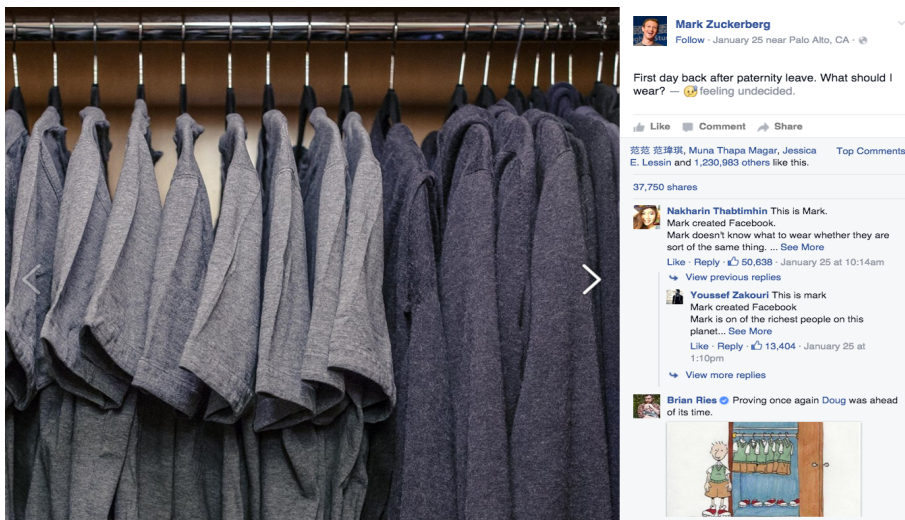 Mark Zuckerberg
Follow · January 25 near Palo Alto, CA ·
First day back after paternity leave. What should I
wear? — feeling undecided.
Like Comment Share
范范 范瑋琪, Muna Thapa Magar, Jessica
E. Lessin and 1,230,983 others like this.
Top Comments
37,750 shares
Nakharin Thabtimhin This is Mark.
Mark created Facebook.
Mark doesn't know what to wear whether they are
sort of the same thing. ... See More
Like · Reply · 50,638 · January 25 at 10:14am
View previous replies
Youssef Zakouri This is mark
Mark created Facebook
Mark is on of the richest people on this
planet... See More
Like · Reply · 13,404 · January 25 at
1:10pm
View more replies
Brian Ries Proving once again Doug was ahead
of its time.